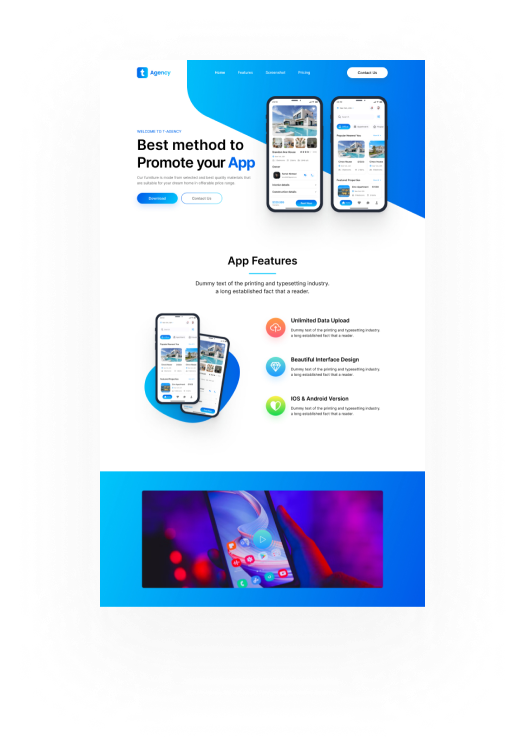 t Agency
Home Features Screenshot Pricing Contact Us
WELCOME TO T-AGENCY
Best method to
Promote your App
Our furniture is made from selected and best quality materials that
are suitable for your dream home in affordable price range
Download Contact Us
App Features
Dummy text of the printing and typesetting industry.
a long established fact that a reader.
Unlimited Data Upload
Dummy text of the printing and typesetting industry.
a long established fact that a reader.
Beautiful Interface Design
Dummy text of the printing and typesetting industry.
a long established fact that a reader.
IOS & Android Version
Dummy text of the printing and typesetting industry.
a long established fact that a reader.